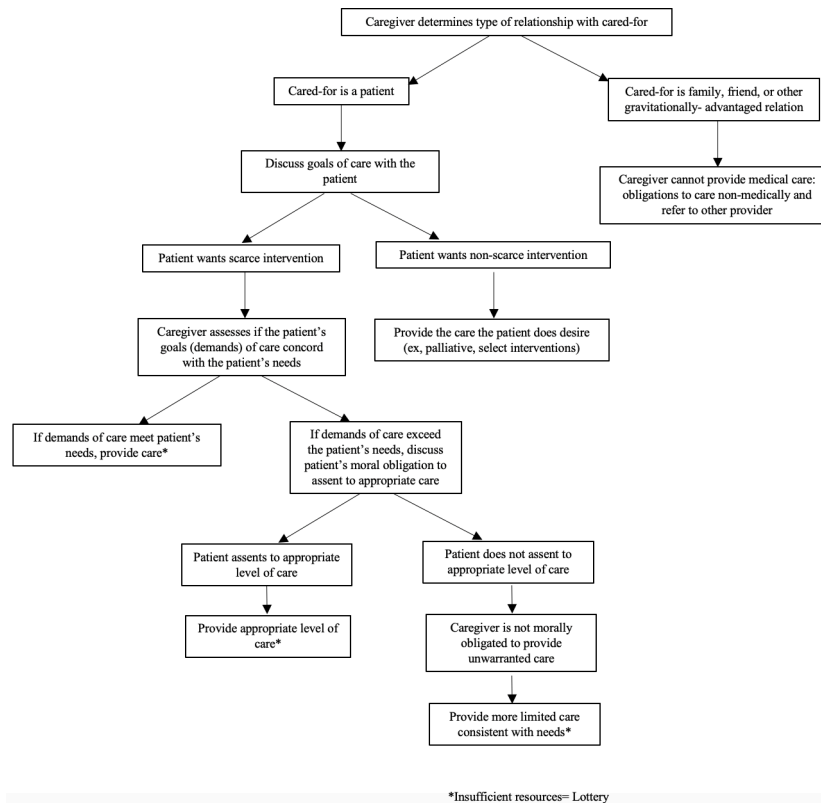 Caregiver determines type of relationship with cared-for
Cared-for is a patient
Cared-for is family, friend, or other
gravitationally- advantaged relation
Discuss goals of care with the
patient
Caregiver cannot provide medical care:
obligations to care non-medically and
refer to other provider
Patient wants scarce intervention
Patient wants non-scarce intervention
Caregiver assesses if the patient’s
goals (demands) of care concord
with the patient’s needs
Provide the care the patient does desire
(ex, palliative, select interventions)
If demands of care meet patient’s
needs, provide care*
If demands of care exceed
the patient’s needs, discuss
patient’s moral obligation to
assent to appropriate care
Patient assents to appropriate
level of care
Patient does not assent to
appropriate level of care
Provide appropriate level of
care*
Caregiver is not morally
obligated to provide
unwarranted care
Provide more limited care
consistent with needs*
*Insufficient resources= Lottery